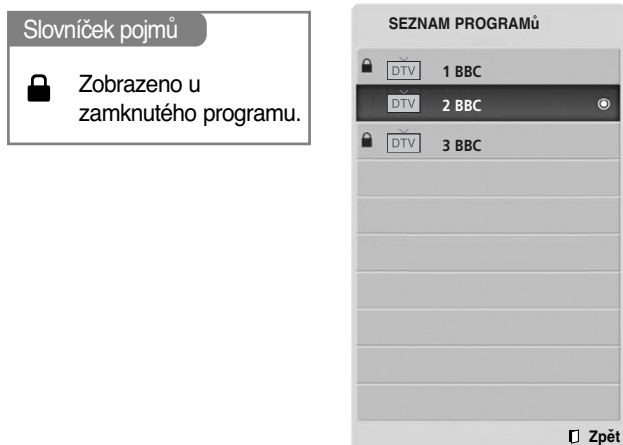 Slovníček pojmů
Zobrazeno u
zamknutého programu.
SEZNAM PROGRAMů
DTV 1 BBC
DTV 2 BBC
DTV 3 BBC
Zpět